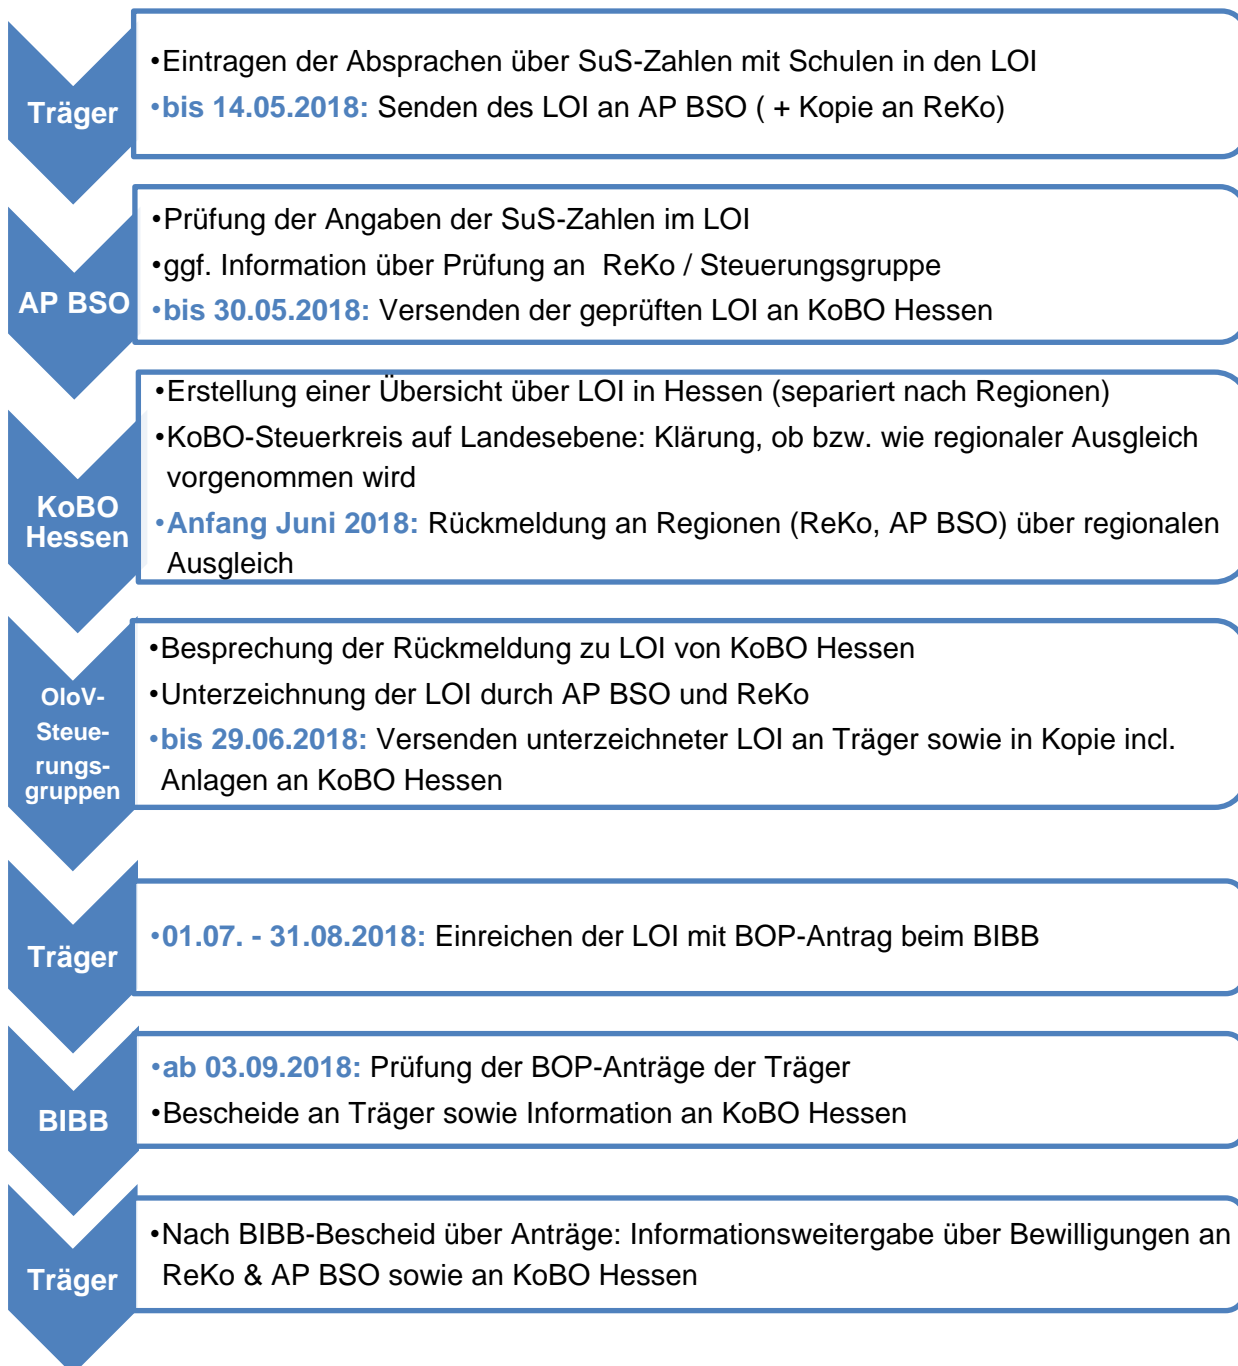 Träger
•Eintragen der Absprachen über SuS-Zahlen mit Schulen in den LOI
•bis 14.05.2018: Senden des LOI an AP BSO ( + Kopie an ReKo)
AP BSO
•Prüfung der Angaben der SuS-Zahlen im LOI
•ggf. Information über Prüfung an ReKo / Steuerungsgruppe
•bis 30.05.2018: Versenden der geprüften LOI an KoBO Hessen
KoBO
Hessen
•Erstellung einer Übersicht über LOI in Hessen (separiert nach Regionen)
•KoBO-Steuerkreis auf Landesebene: Klärung, ob bzw. wie regionaler Ausgleich
vorgenommen wird
•Anfang Juni 2018: Rückmeldung an Regionen (ReKo, AP BSO) über regionalen
Ausgleich
OloV-
Steue-
rungs-
gruppen
•Besprechung der Rückmeldung zu LOI von KoBO Hessen
•Unterzeichnung der LOI durch AP BSO und ReKo
•bis 29.06.2018: Versenden unterzeichneter LOI an Träger sowie in Kopie incl.
Anlagen an KoBO Hessen
Träger
•01.07. - 31.08.2018: Einreichen der LOI mit BOP-Antrag beim BIBB
BIBB
•ab 03.09.2018: Prüfung der BOP-Anträge der Träger
•Bescheide an Träger sowie Information an KoBO Hessen
Träger
•Nach BIBB-Bescheid über Anträge: Informationsweitergabe über Bewilligungen an
ReKo & AP BSO sowie an KoBO Hessen